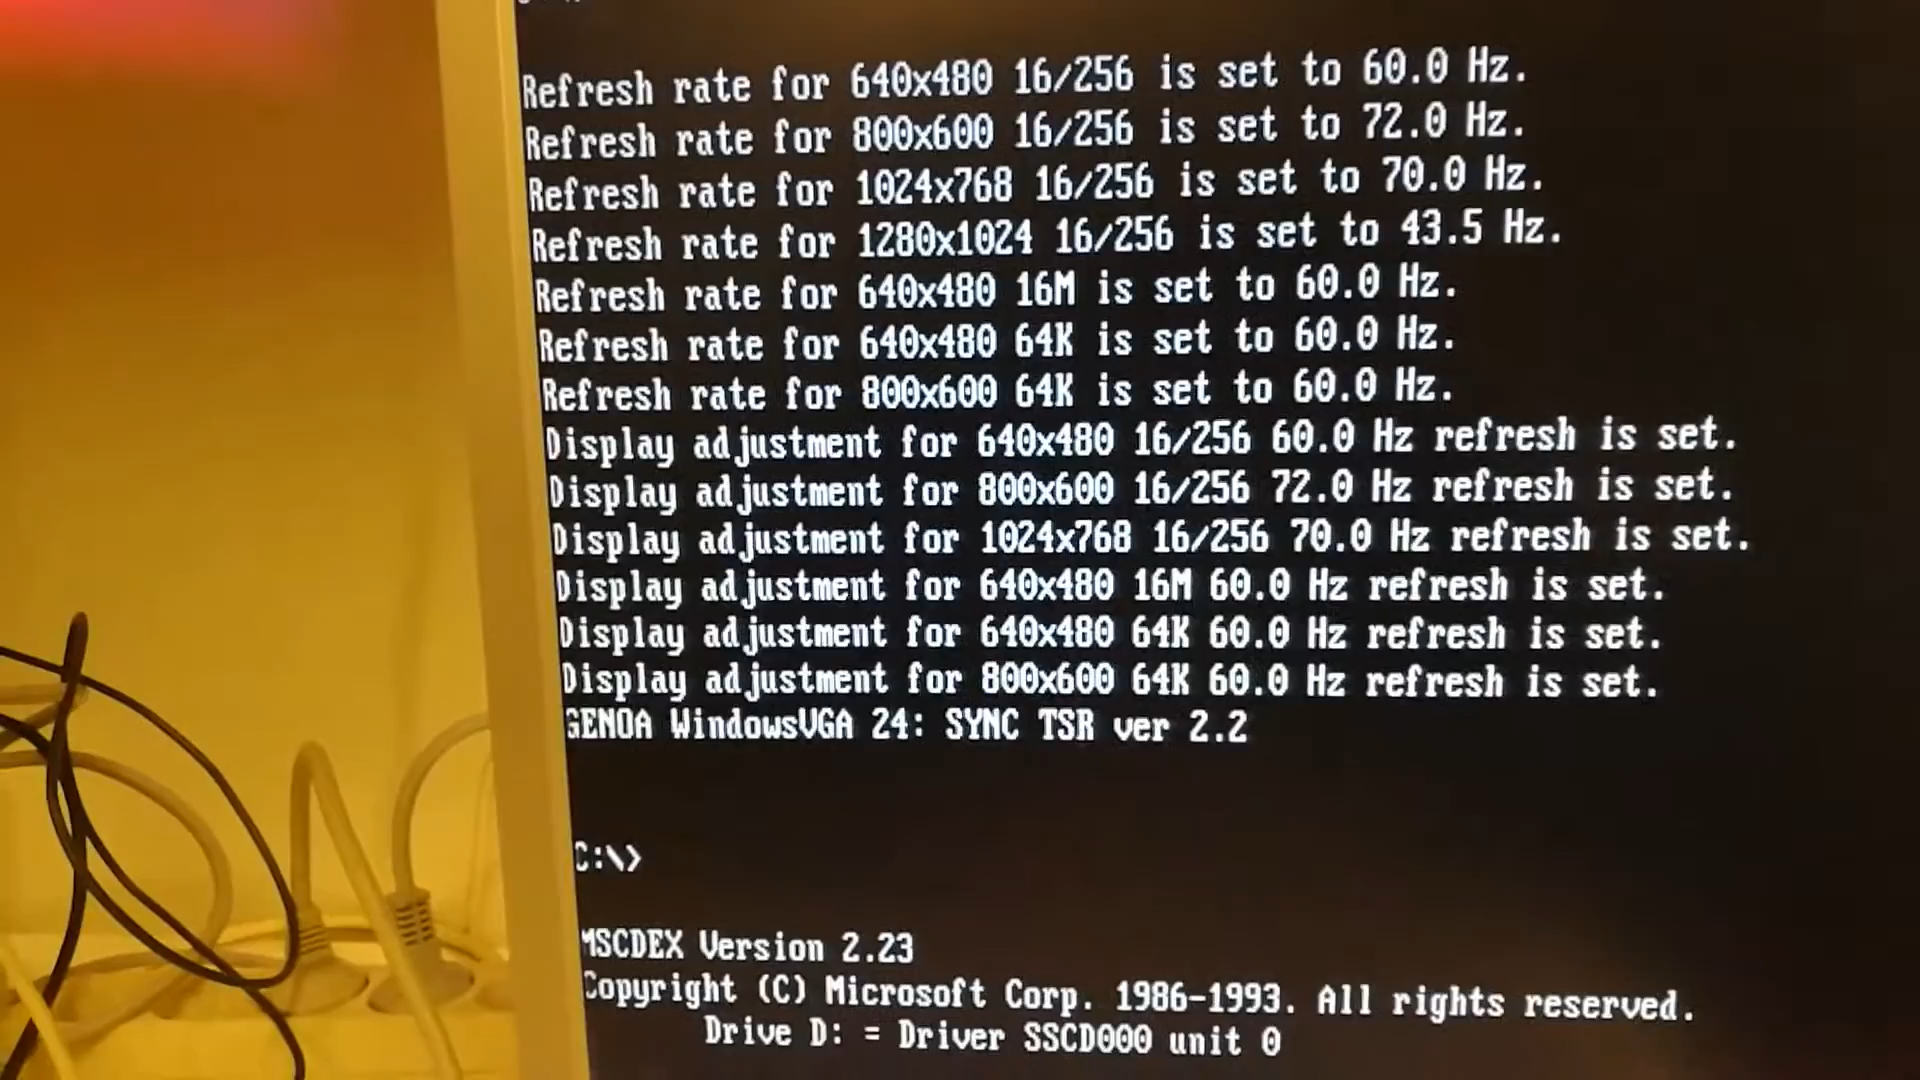 Refresh rate for 640x480 16/256 is set to 60.0 Hz.
Refresh rate for 800x600 16/256 is set to 72.0 Hz.
Refresh rate for 1024x768 16/256 is set to 70.0 Hz.
Refresh rate for 1280x1024 16/256 is set to 43.5 Hz.
Refresh rate for 640x480 16M is set to 60.0 Hz.
Refresh rate for 640x480 64K is set to 60.0 Hz.
Refresh rate for 800x600 64K is set to 60.0 Hz.
Display adjustment for 640x480 16/256 60.0 Hz refresh is set.
Display adjustment for 800x600 16/256 72.0 Hz refresh is set.
Display adjustment for 1024x768 16/256 70.0 Hz refresh is set.
Display adjustment for 640x480 16M 60.0 Hz refresh is set.
Display adjustment for 640x480 64K 60.0 Hz refresh is set.
Display adjustment for 800x600 64K 60.0 Hz refresh is set.
GENOA WindowsVGA 24: SYNC TSR ver 2.2
C:\>
MSCDEX Version 2.23
Copyright (C) Microsoft Corp. 1986-1993. All rights reserved.
Drive D: = Driver SSCD000 unit 0